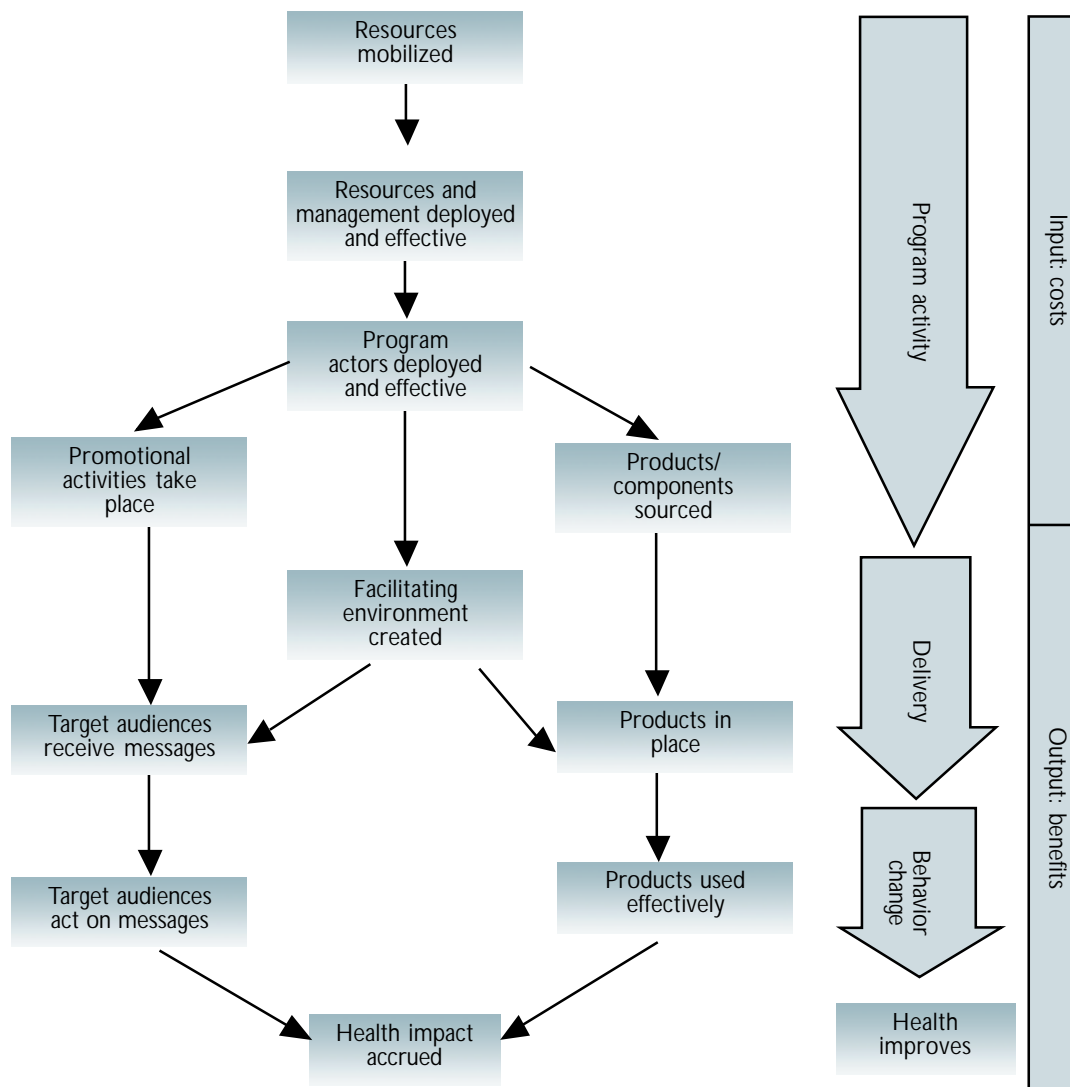 Resources
mobilized
Resources and
management deployed
and effective
Program
actors deployed
and effective
Promotional
activities take
place
Products/
components
sourced
Facilitating
environment
created
Target audiences
receive messages
Products in
place
Target audiences
act on messages
Products used
effectively
Health impact
accrued
Program activity
Delivery
Behavior
change
Health
improves
Input: costs
Output: benefits